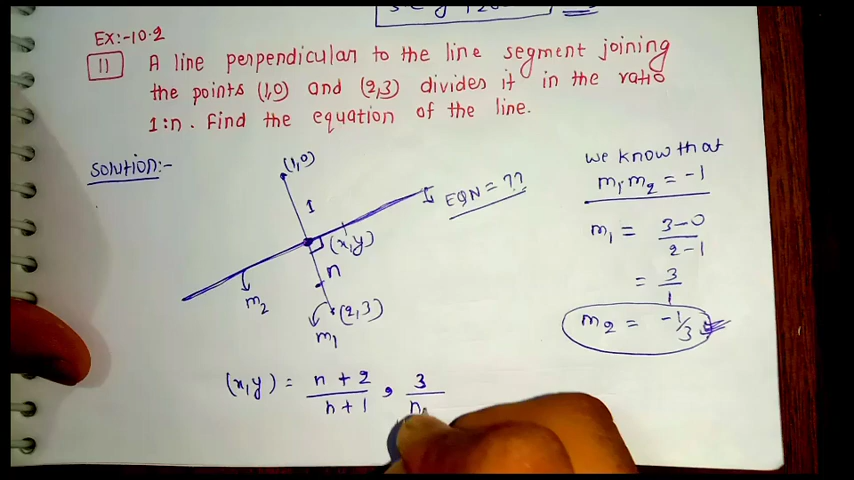 Ex:-10.2
11 A line perpendicular to the line segment joining
the points (1,0) and (2,3) divides it in the ratio
1:n. Find the equation of the line.
Solution:-
(1,0)
1
EQN = ??
(x,y)
n
m2
(2,3)
m1
we know that
m1 m2 = -1
m1 = 3-0 / 2-1
= 3/1
m2 = -1/3
(x,y) = n+2 / n+1 , 3 / n